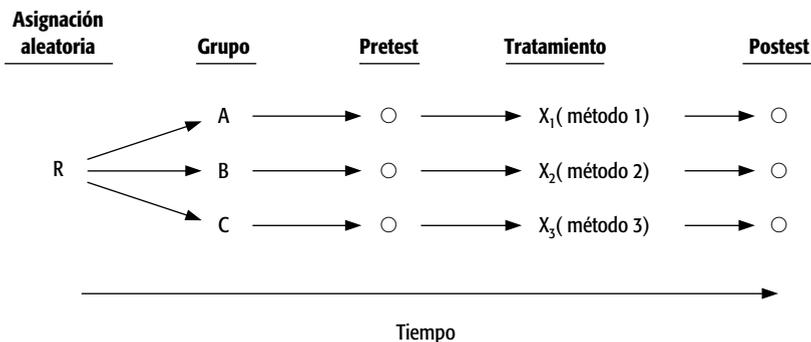 Asignación
aleatoria Grupo Pretest Tratamiento Postest
A ○ X₁( método 1) ○
R B ○ X₂( método 2) ○
C ○ X₃( método 3) ○
Tiempo